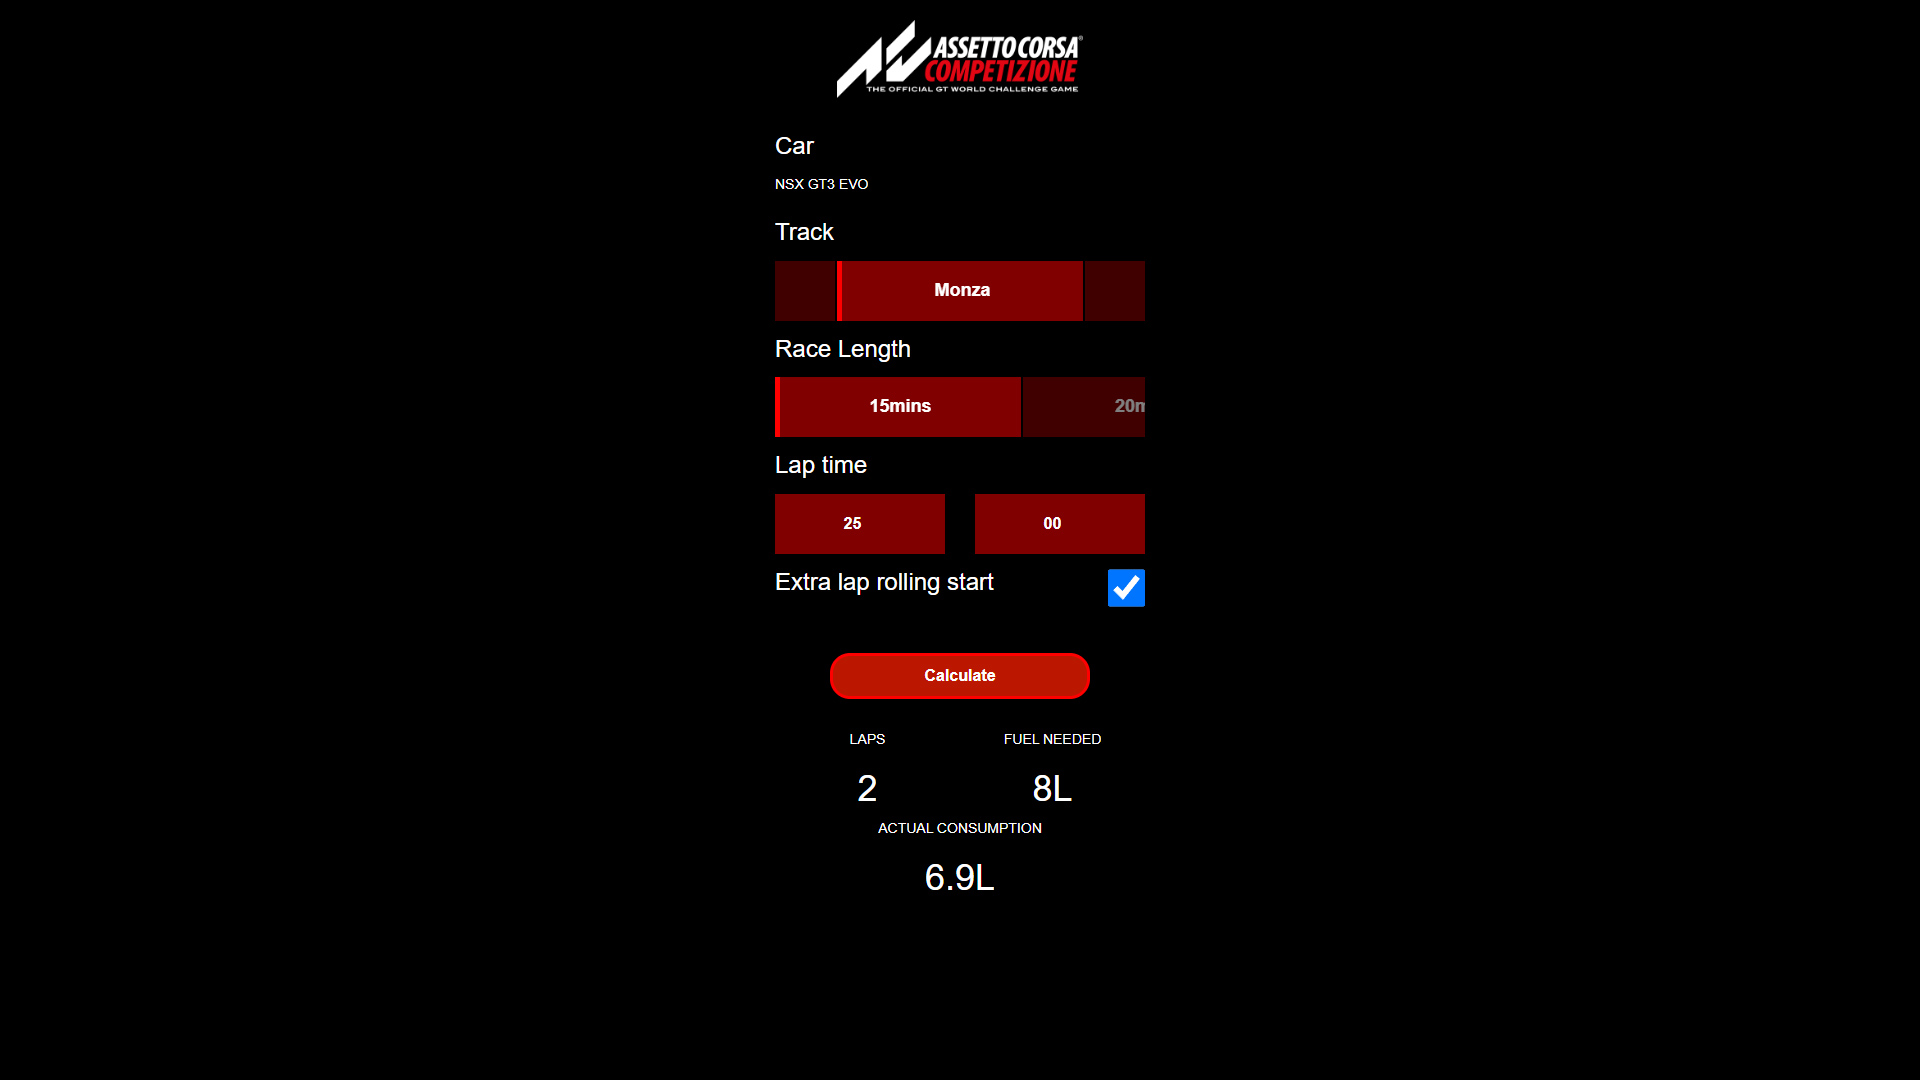 ASSETTO CORSA®
COMPETIZIONE
THE OFFICIAL GT WORLD CHALLENGE GAME
Car
NSX GT3 EVO
Track
Monza
Race Length
15mins
20m
Lap time
25
00
Extra lap rolling start
Calculate
LAPS
FUEL NEEDED
2
8L
ACTUAL CONSUMPTION
6.9L